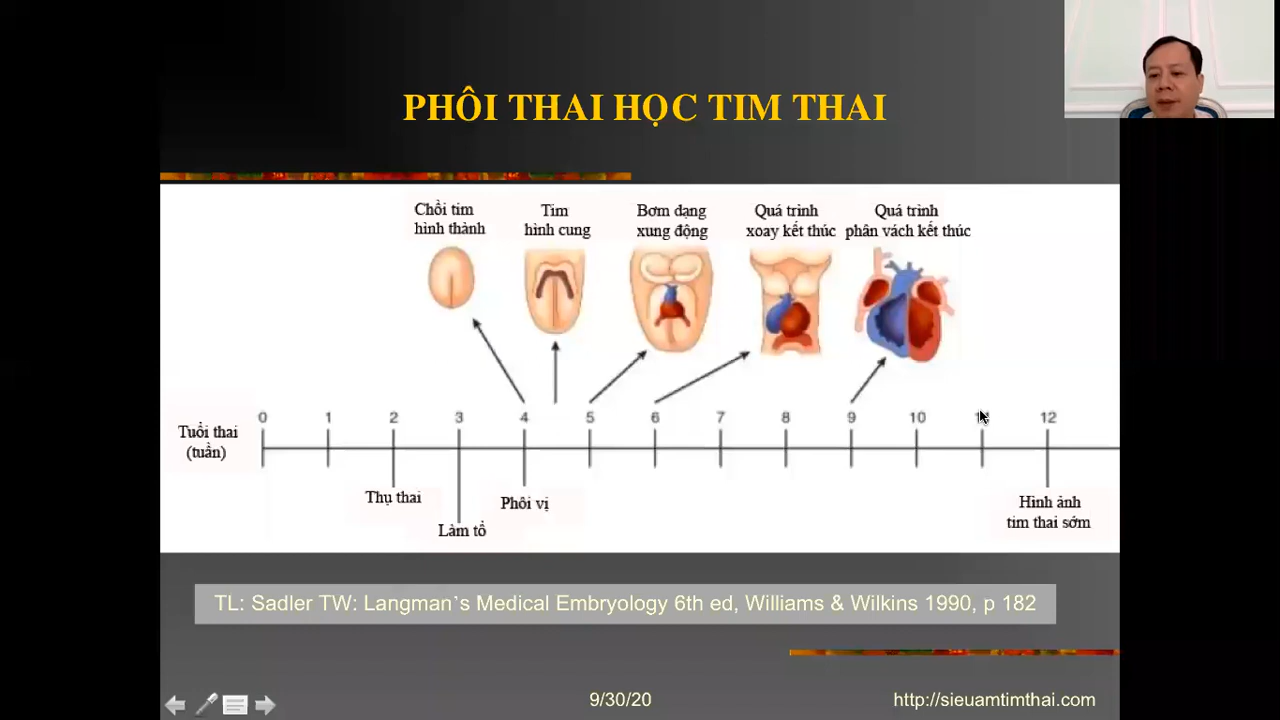 PHÔI THAI HỌC TIM THAI
Chồi tim
hình thành
Tim
hình cung
Bơm dạng
xung động
Quá trình
xoay kết thúc
Quá trình
phân vách kết thúc
Tuổi thai
(tuần)
0 1 2 3 4 5 6 7 8 9 10 12
Thụ thai
Làm tổ
Phôi vị
Hình ảnh
tim thai sớm
TL: Sadler TW: Langman’s Medical Embryology 6th ed, Williams & Wilkins 1990, p 182
9/30/20
http://sieuamtimthai.com